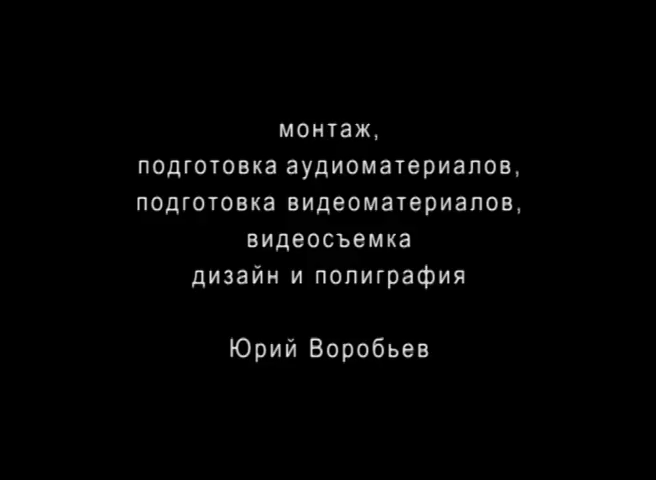 монтаж,
подготовка аудиоматериалов,
подготовка видеоматериалов,
видеосъемка
дизайн и полиграфия
Юрий Воробьев